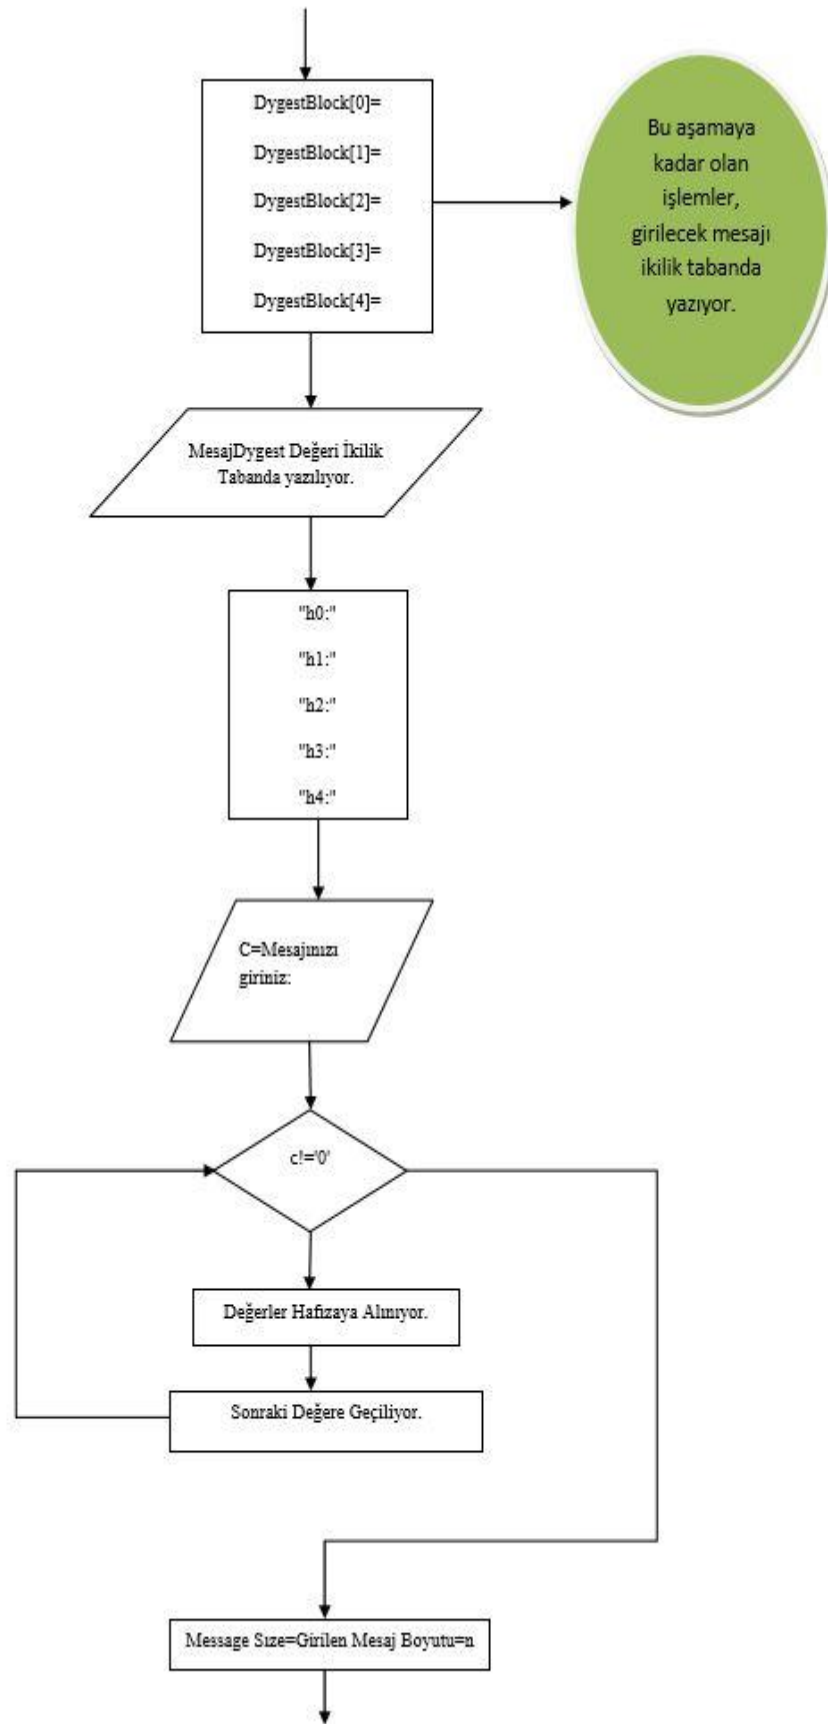 DygestBlock[0]=
DygestBlock[1]=
DygestBlock[2]=
DygestBlock[3]=
DygestBlock[4]=
Bu aşamaya
kadar olan
işlemler,
girilecek mesajı
ikilik tabanda
yazıyor.
MesajDygest Değeri İkilik
Tabanda yazılıyor.
"h0:"
"h1:"
"h2:"
"h3:"
"h4:"
C=Mesajınızı
giriniz:
c!='0'
Değerler Hafızaya Alınıyor.
Sonraki Değere Geçiliyor.
Message Sıze=Girilen Mesaj Boyutu=n